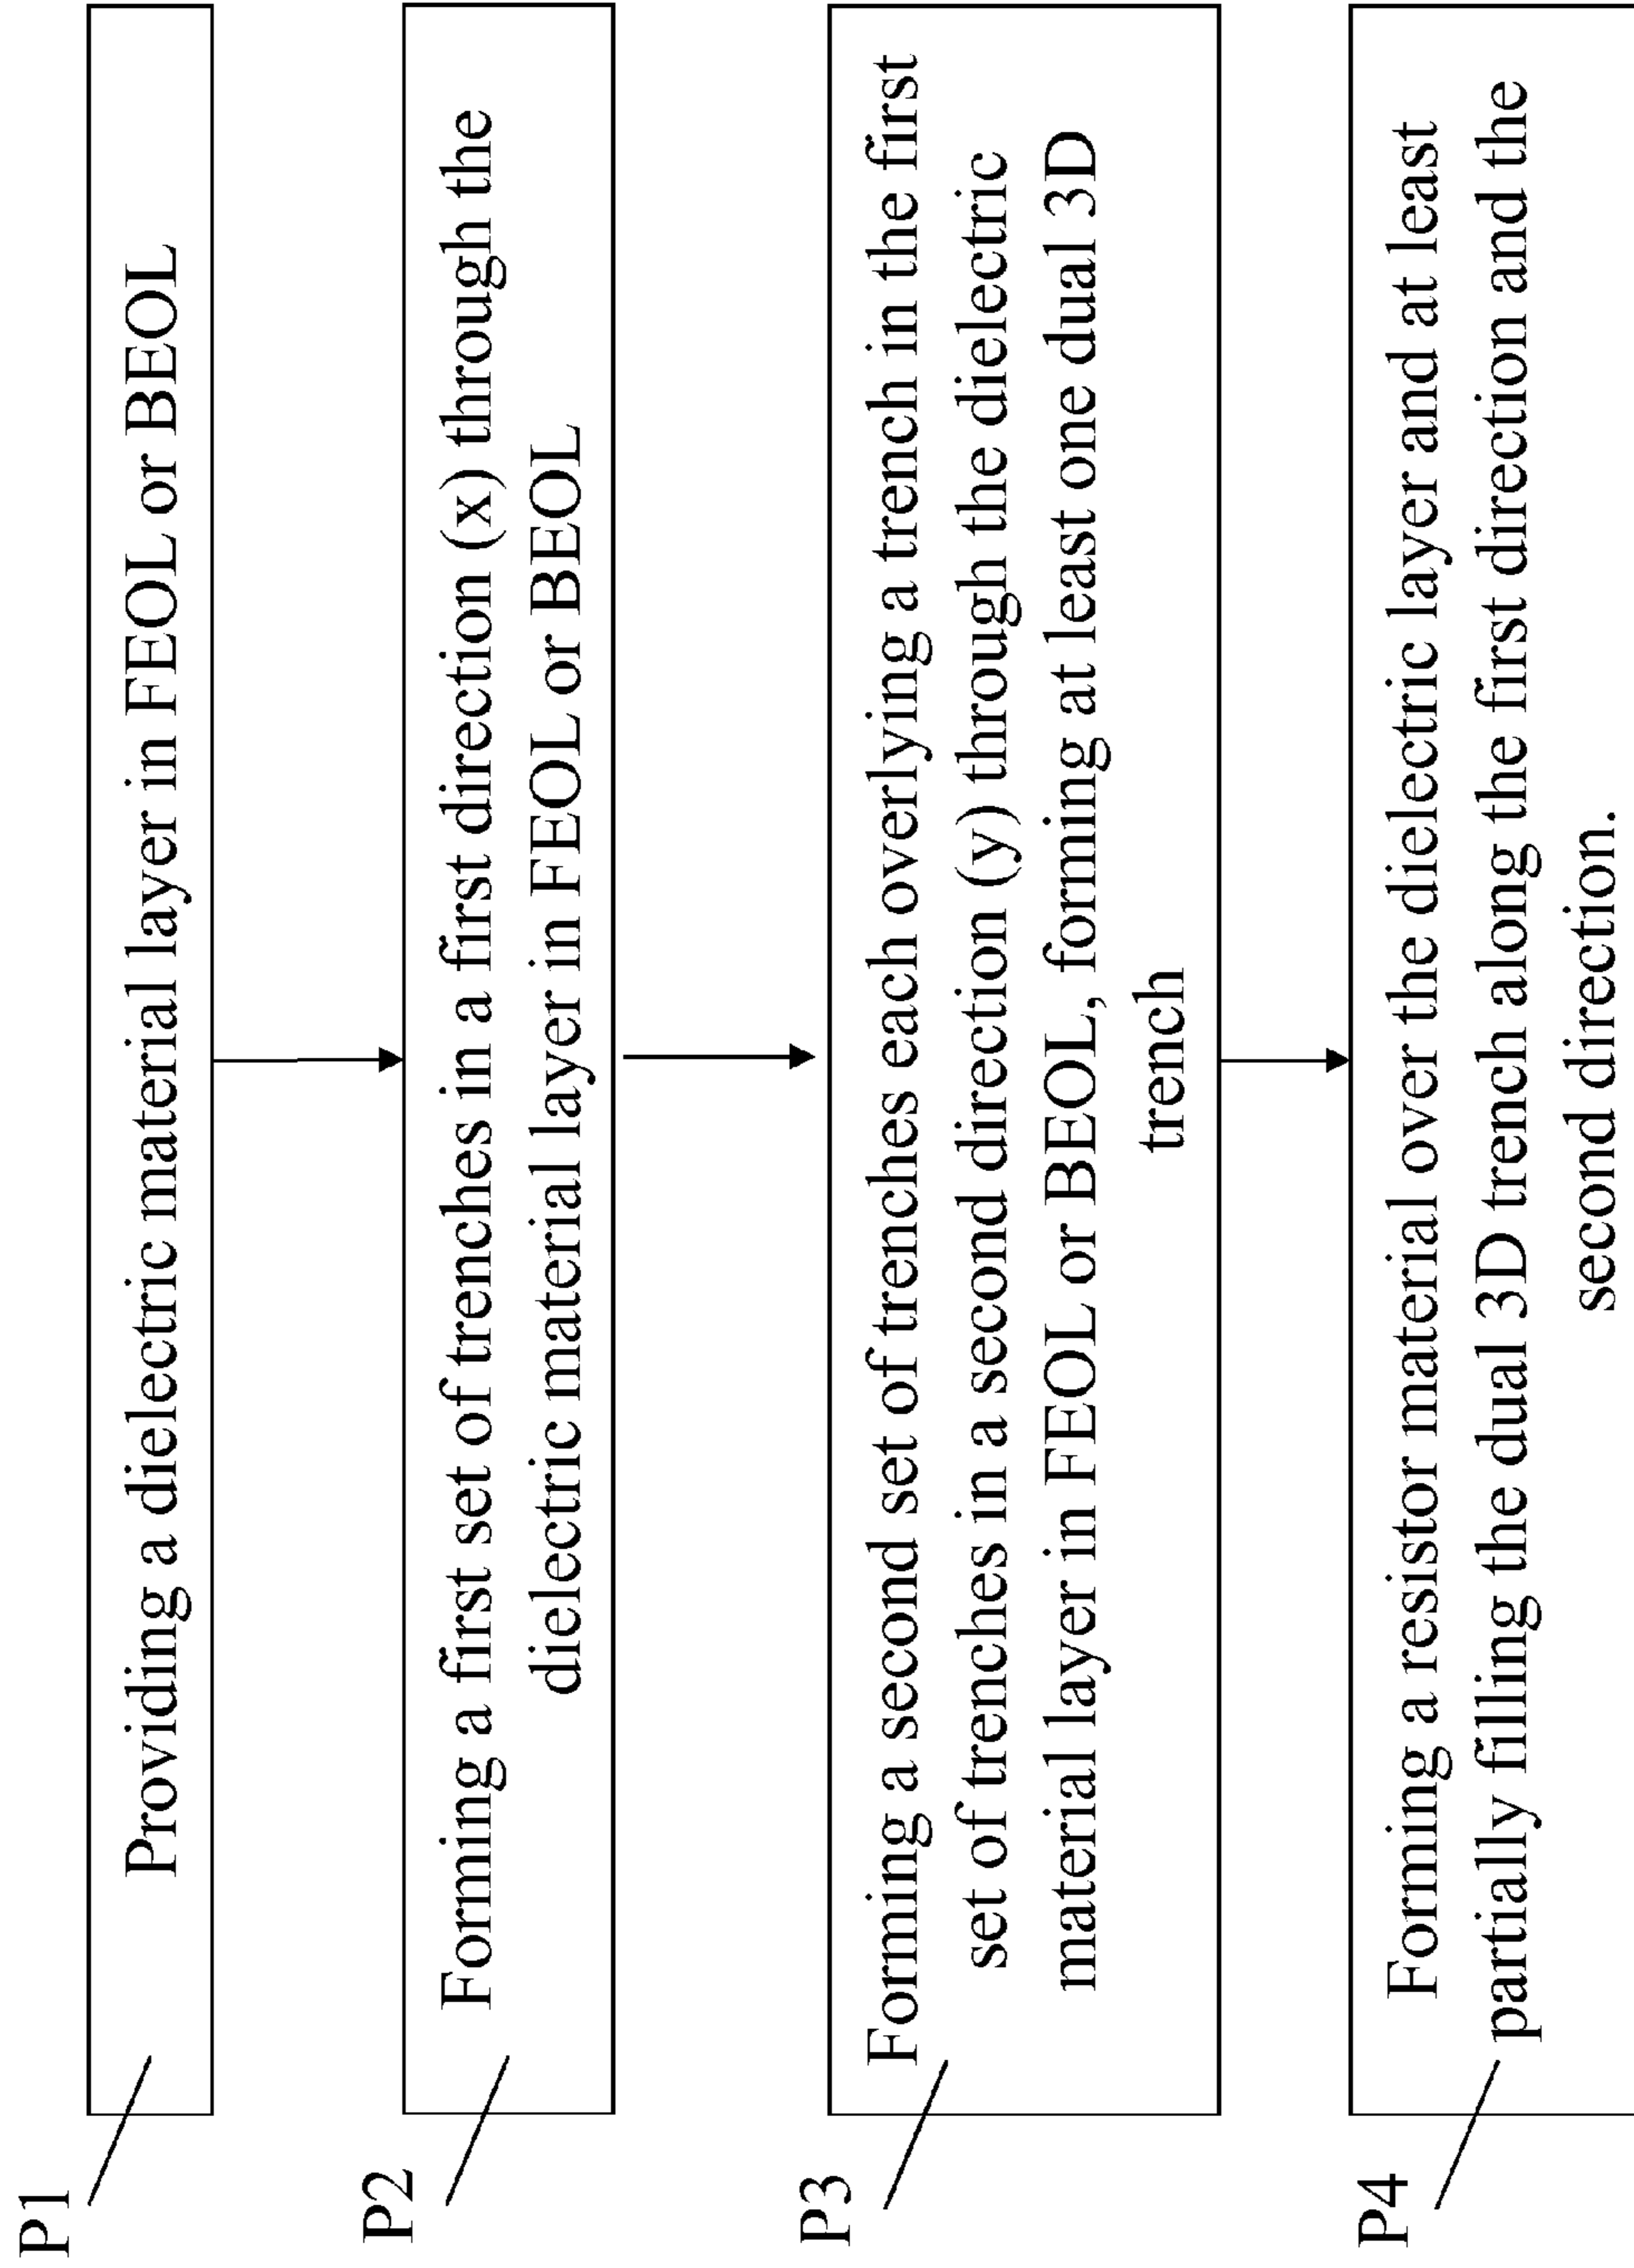 P1
Providing a dielectric material layer in FEOL or BEOL
P2
Forming a first set of trenches in a first direction (x) through the
dielectric material layer in FEOL or BEOL
P3
Forming a second set of trenches each overlying a trench in the first
set of trenches in a second direction (y) through the dielectric
material layer in FEOL or BEOL, forming at least one dual 3D
trench
P4
Forming a resistor material over the dielectric layer and at least
partially filling the dual 3D trench along the first direction and the
second direction.